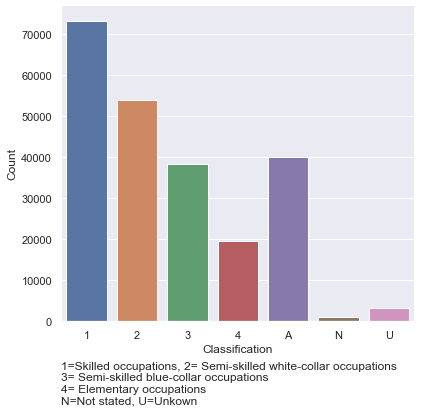 70000
60000
50000
40000
30000
20000
10000
0
Count
1 2 3 4 A N U
Classification
1=Skilled occupations, 2= Semi-skilled white-collar occupations
3= Semi-skilled blue-collar occupations
4= Elementary occupations
N=Not stated, U=Unkown